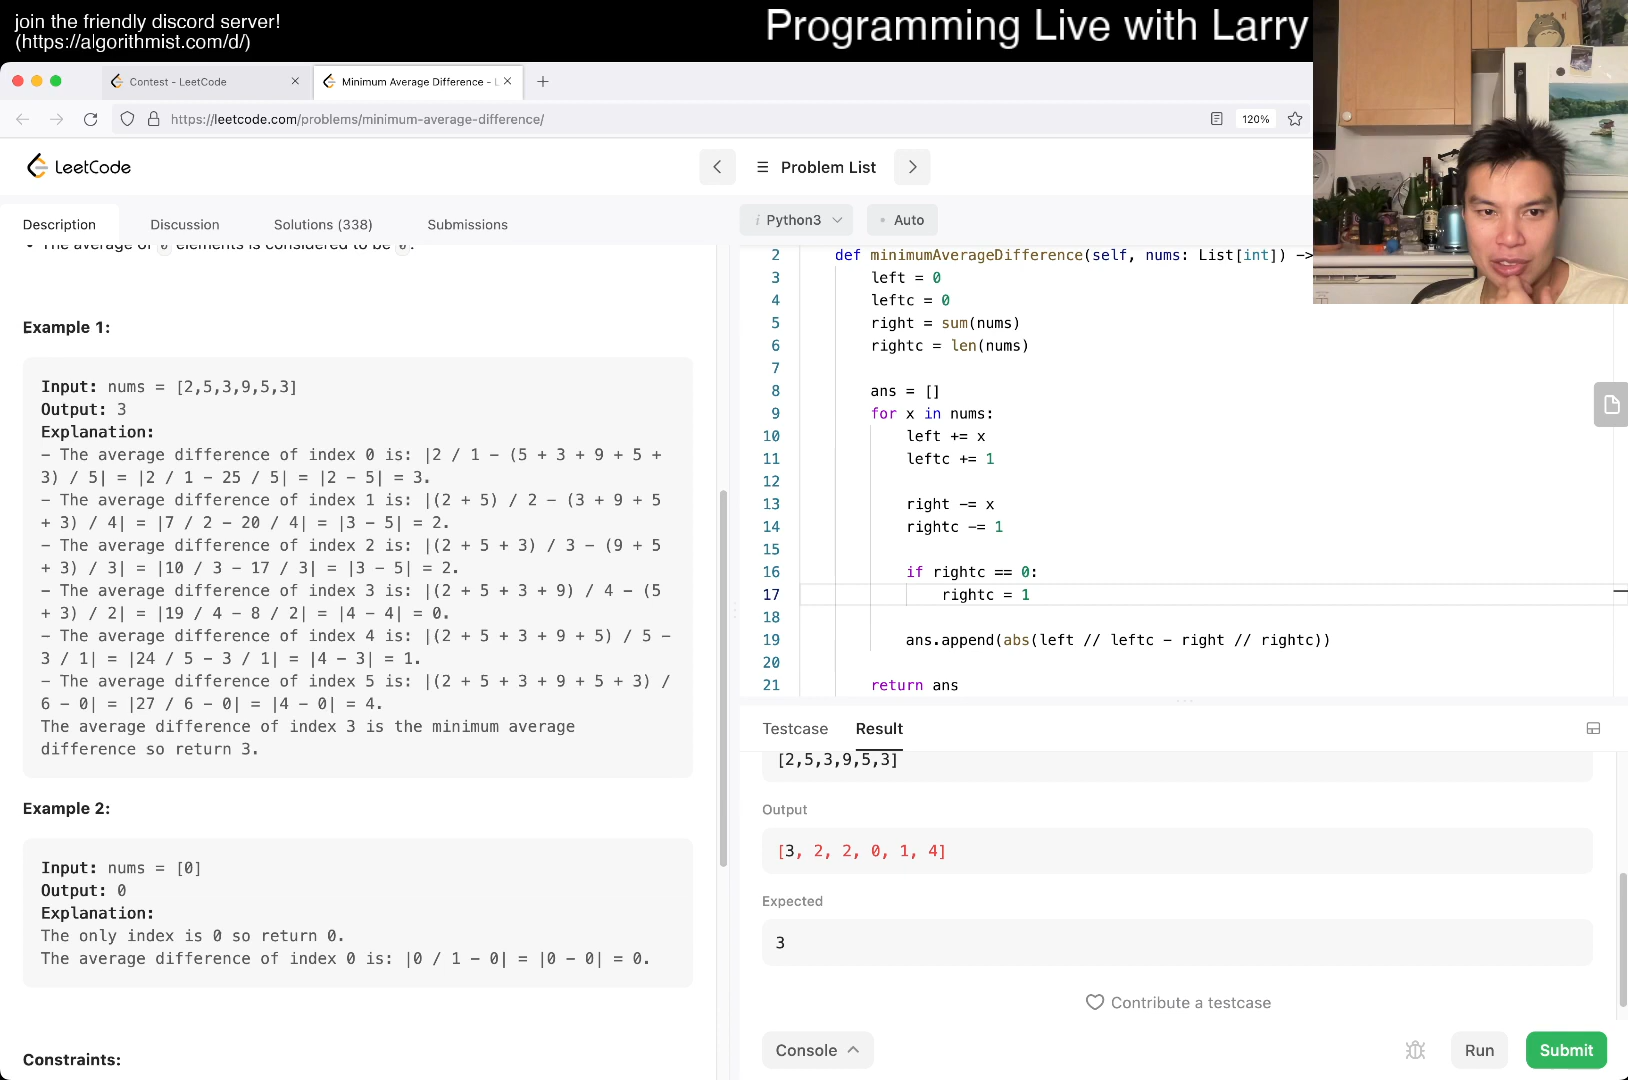 join the friendly discord server!
(https://algorithmist.com/d/)
Programming Live with Larry
Contest - LeetCode
Minimum Average Difference - L
https://leetcode.com/problems/minimum-average-difference/
120%
LeetCode
Problem List
Description
Discussion
Solutions (338)
Submissions
i Python3
Auto
The average of 0 elements is considered to be 0.
Example 1:
Input: nums = [2,5,3,9,5,3]
Output: 3
Explanation:
- The average difference of index 0 is: |2 / 1 - (5 + 3 + 9 + 5 +
3) / 5| = |2 / 1 - 25 / 5| = |2 - 5| = 3.
- The average difference of index 1 is: |(2 + 5) / 2 - (3 + 9 + 5
+ 3) / 4| = |7 / 2 - 20 / 4| = |3 - 5| = 2.
- The average difference of index 2 is: |(2 + 5 + 3) / 3 - (9 + 5
+ 3) / 3| = |10 / 3 - 17 / 3| = |3 - 5| = 2.
- The average difference of index 3 is: |(2 + 5 + 3 + 9) / 4 - (5
+ 3) / 2| = |19 / 4 - 8 / 2| = |4 - 4| = 0.
- The average difference of index 4 is: |(2 + 5 + 3 + 9 + 5) / 5 -
3 / 1| = |24 / 5 - 3 / 1| = |4 - 3| = 1.
- The average difference of index 5 is: |(2 + 5 + 3 + 9 + 5 + 3) /
6 - 0| = |27 / 6 - 0| = |4 - 0| = 4.
The average difference of index 3 is the minimum average
difference so return 3.
Example 2:
Input: nums = [0]
Output: 0
Explanation:
The only index is 0 so return 0.
The average difference of index 0 is: |0 / 1 - 0| = |0 - 0| = 0.
Constraints:
2 def minimumAverageDifference(self, nums: List[int]) ->
3 left = 0
4 leftc = 0
5 right = sum(nums)
6 rightc = len(nums)
7
8 ans = []
9 for x in nums:
10 left += x
11 leftc += 1
12
13 right -= x
14 rightc -= 1
15
16 if rightc == 0:
17 rightc = 1
18
19 ans.append(abs(left // leftc - right // rightc))
20
21 return ans
Testcase
Result
[2,5,3,9,5,3]
Output
[3, 2, 2, 0, 1, 4]
Expected
3
Contribute a testcase
Console
Run
Submit